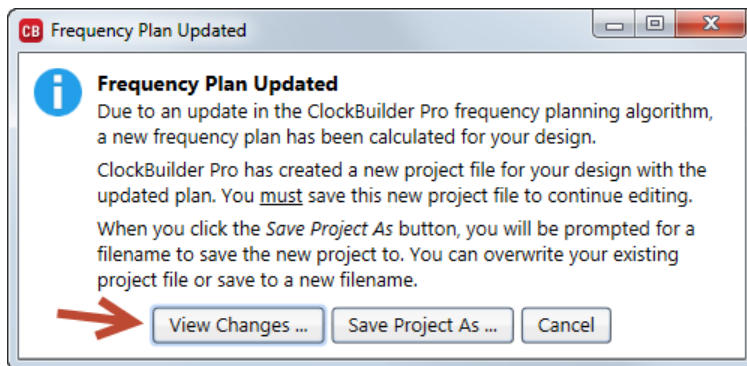 CB Frequency Plan Updated
Frequency Plan Updated
Due to an update in the ClockBuilder Pro frequency planning algorithm,
a new frequency plan has been calculated for your design.
ClockBuilder Pro has created a new project file for your design with the
updated plan. You must save this new project file to continue editing.
When you click the Save Project As button, you will be prompted for a
filename to save the new project to. You can overwrite your existing
project file or save to a new filename.
View Changes ... Save Project As ... Cancel